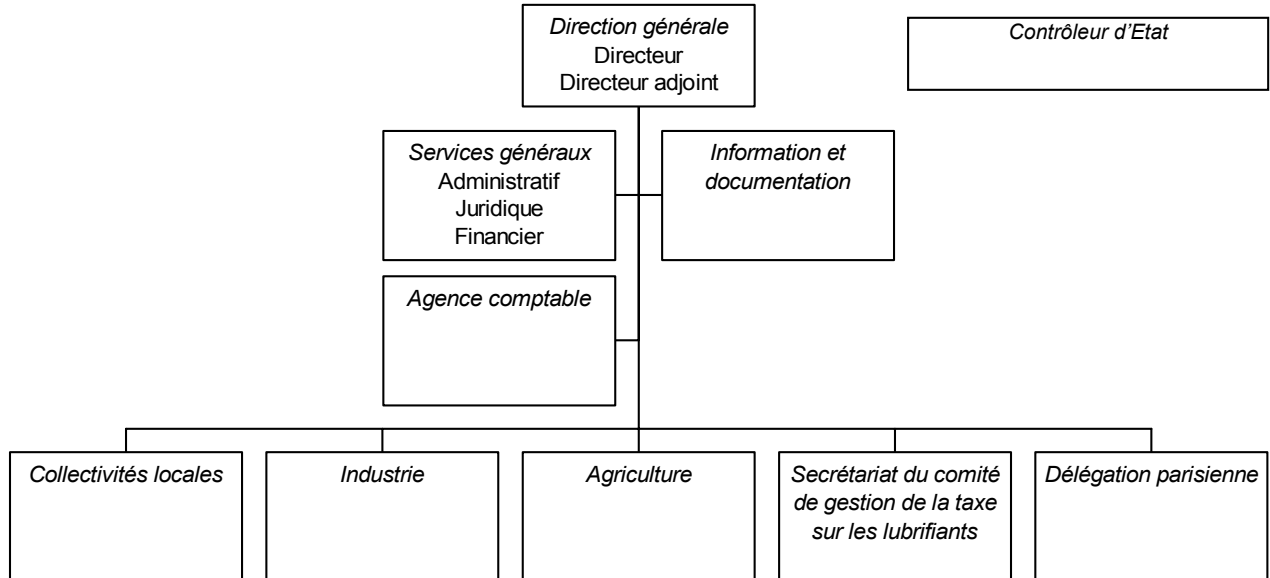 Direction générale
Directeur
Directeur adjoint
Contrôleur d'Etat
Services généraux
Administratif
Juridique
Financier
Information et
documentation
Agence comptable
Collectivités locales
Industrie
Agriculture
Secrétariat du comité
de gestion de la taxe
sur les lubrifiants
Délégation parisienne